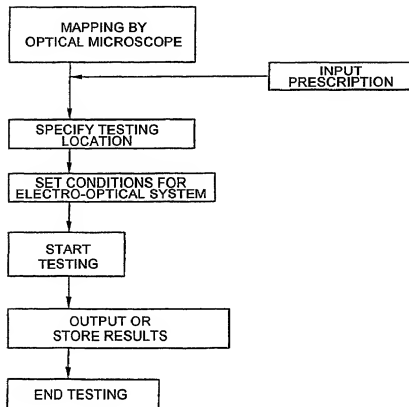 MAPPING BY
OPTICAL MICROSCOPE
INPUT
PRESCRIPTION
SPECIFY TESTING
LOCATION
SET CONDITIONS FOR
ELECTRO-OPTICAL SYSTEM
START
TESTING
OUTPUT OR
STORE RESULTS
END TESTING